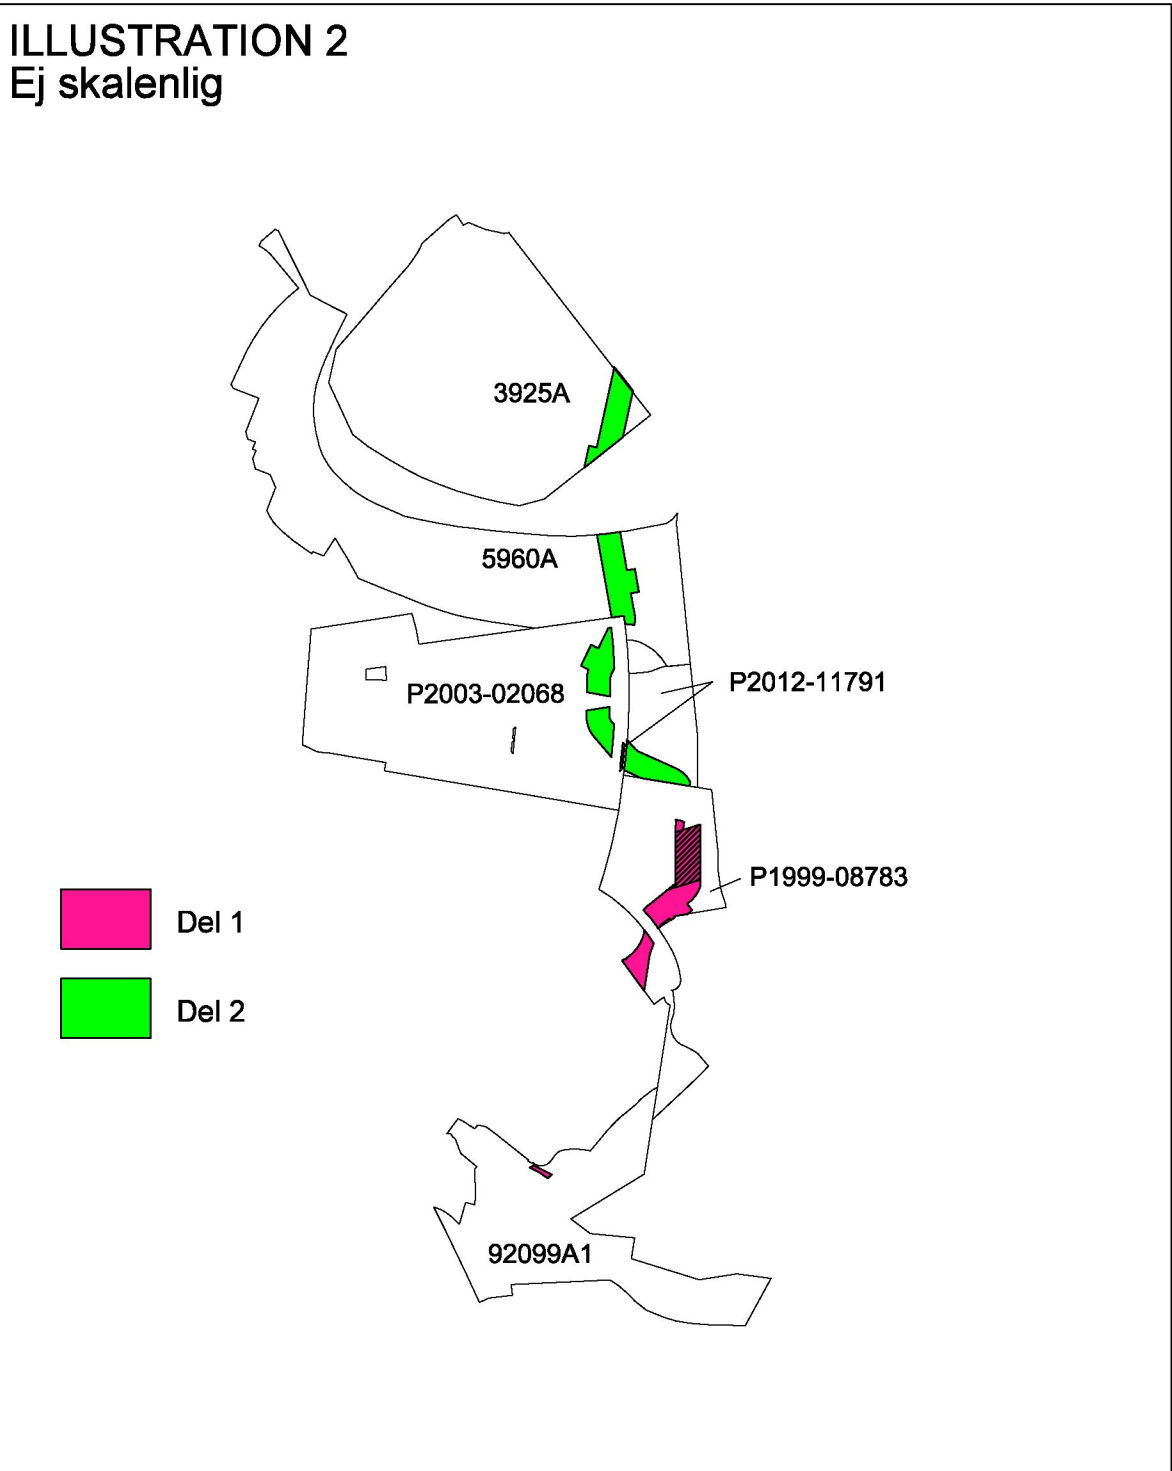 ILLUSTRATION 2
Ej skalenlig
3925A
5960A
P2003-02068
P2012-11791
P1999-08783
Del 1
Del 2
92099A1